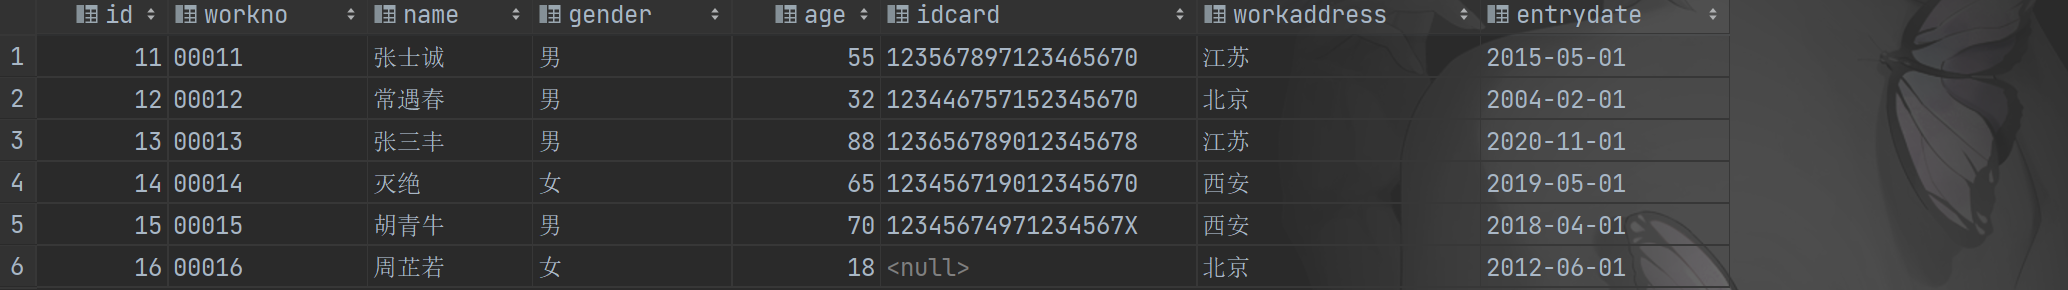 id workno name gender age idcard workaddress entrydate
1 11 00011 张士诚 男 55 123567897123465670 江苏 2015-05-01
2 12 00012 常遇春 男 32 123446757152345670 北京 2004-02-01
3 13 00013 张三丰 男 88 123656789012345678 江苏 2020-11-01
4 14 00014 灭绝 女 65 123456719012345670 西安 2019-05-01
5 15 00015 胡青牛 男 70 12345674971234567X 西安 2018-04-01
6 16 00016 周芷若 女 18 <null> 北京 2012-06-01